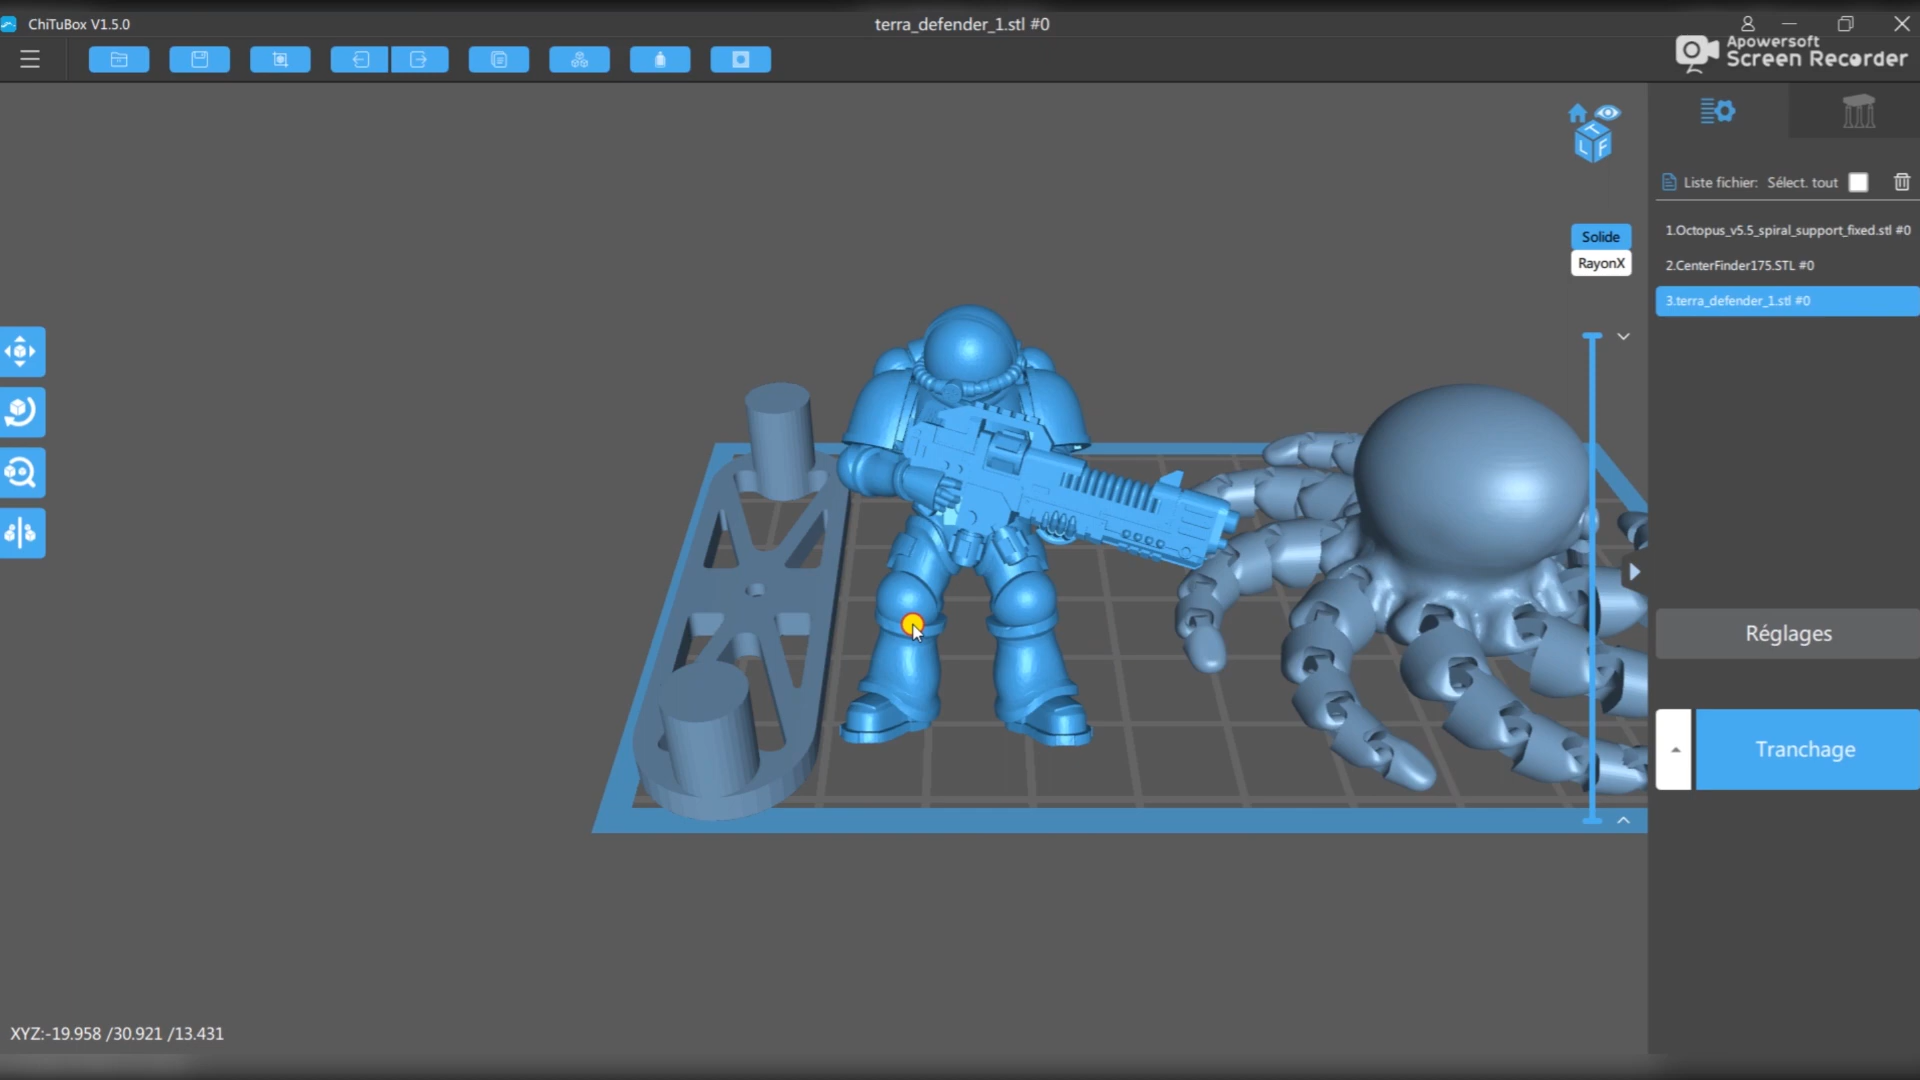 ChiTuBox V1.5.0
terra_defender_1.stl #0
Apowersoft
Screen Recorder
T
L F
Liste fichier: Sélect. tout
1.Octopus_v5.5_spiral_support_fixed.stl #0
Solide
RayonX
2.CenterFinder175.STL #0
3.terra_defender_1.stl #0
Réglages
Tranchage
XYZ:-19.958 /30.921 /13.431